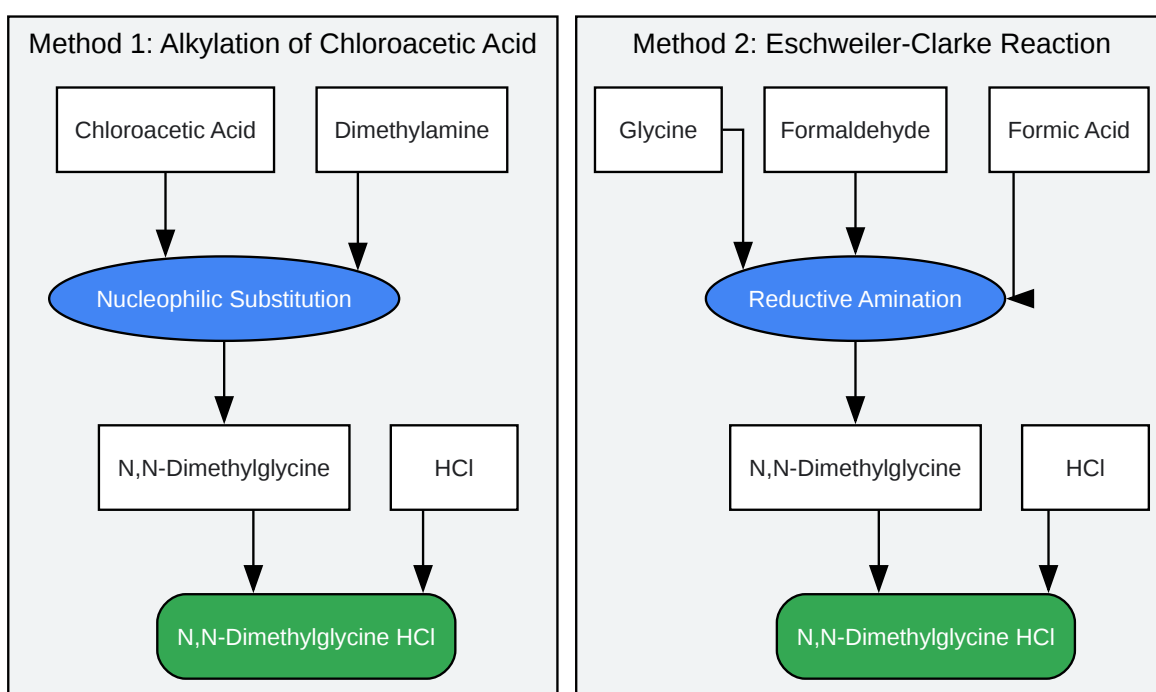 Method 1: Alkylation of Chloroacetic Acid
Chloroacetic Acid
Dimethylamine
Nucleophilic Substitution
N,N-Dimethylglycine
HCl
N,N-Dimethylglycine HCl
Method 2: Eschweiler-Clarke Reaction
Glycine
Formaldehyde
Formic Acid
Reductive Amination
N,N-Dimethylglycine
HCl
N,N-Dimethylglycine HCl